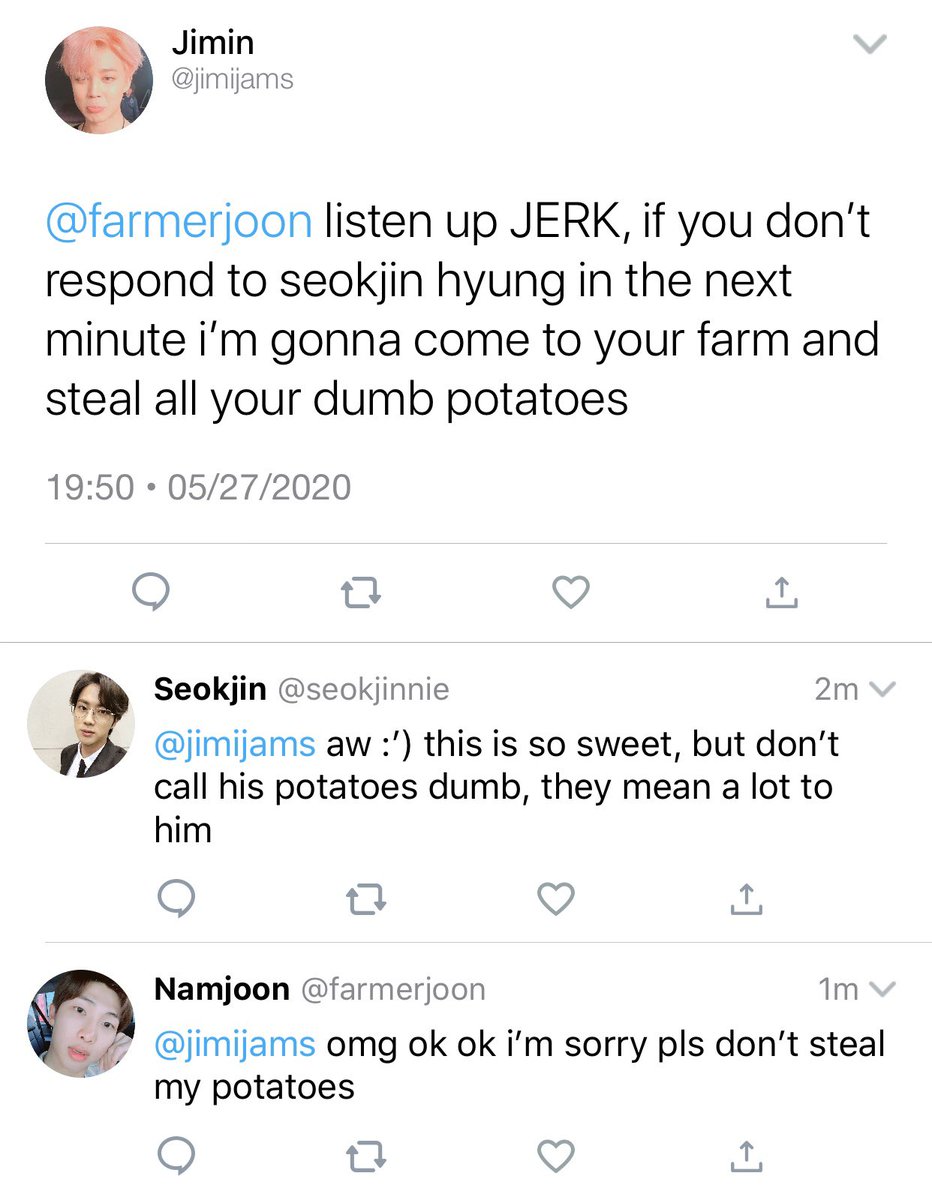 Jimin
@jimijams
@farmerjoon listen up JERK, if you don’t
respond to seokjin hyung in the next
minute i’m gonna come to your farm and
steal all your dumb potatoes
19:50 • 05/27/2020
Seokjin @seokjinnie 2m
@jimijams aw :’) this is so sweet, but don’t
call his potatoes dumb, they mean a lot to
him
Namjoon @farmerjoon 1m
@jimijams omg ok ok i’m sorry pls don’t steal
my potatoes